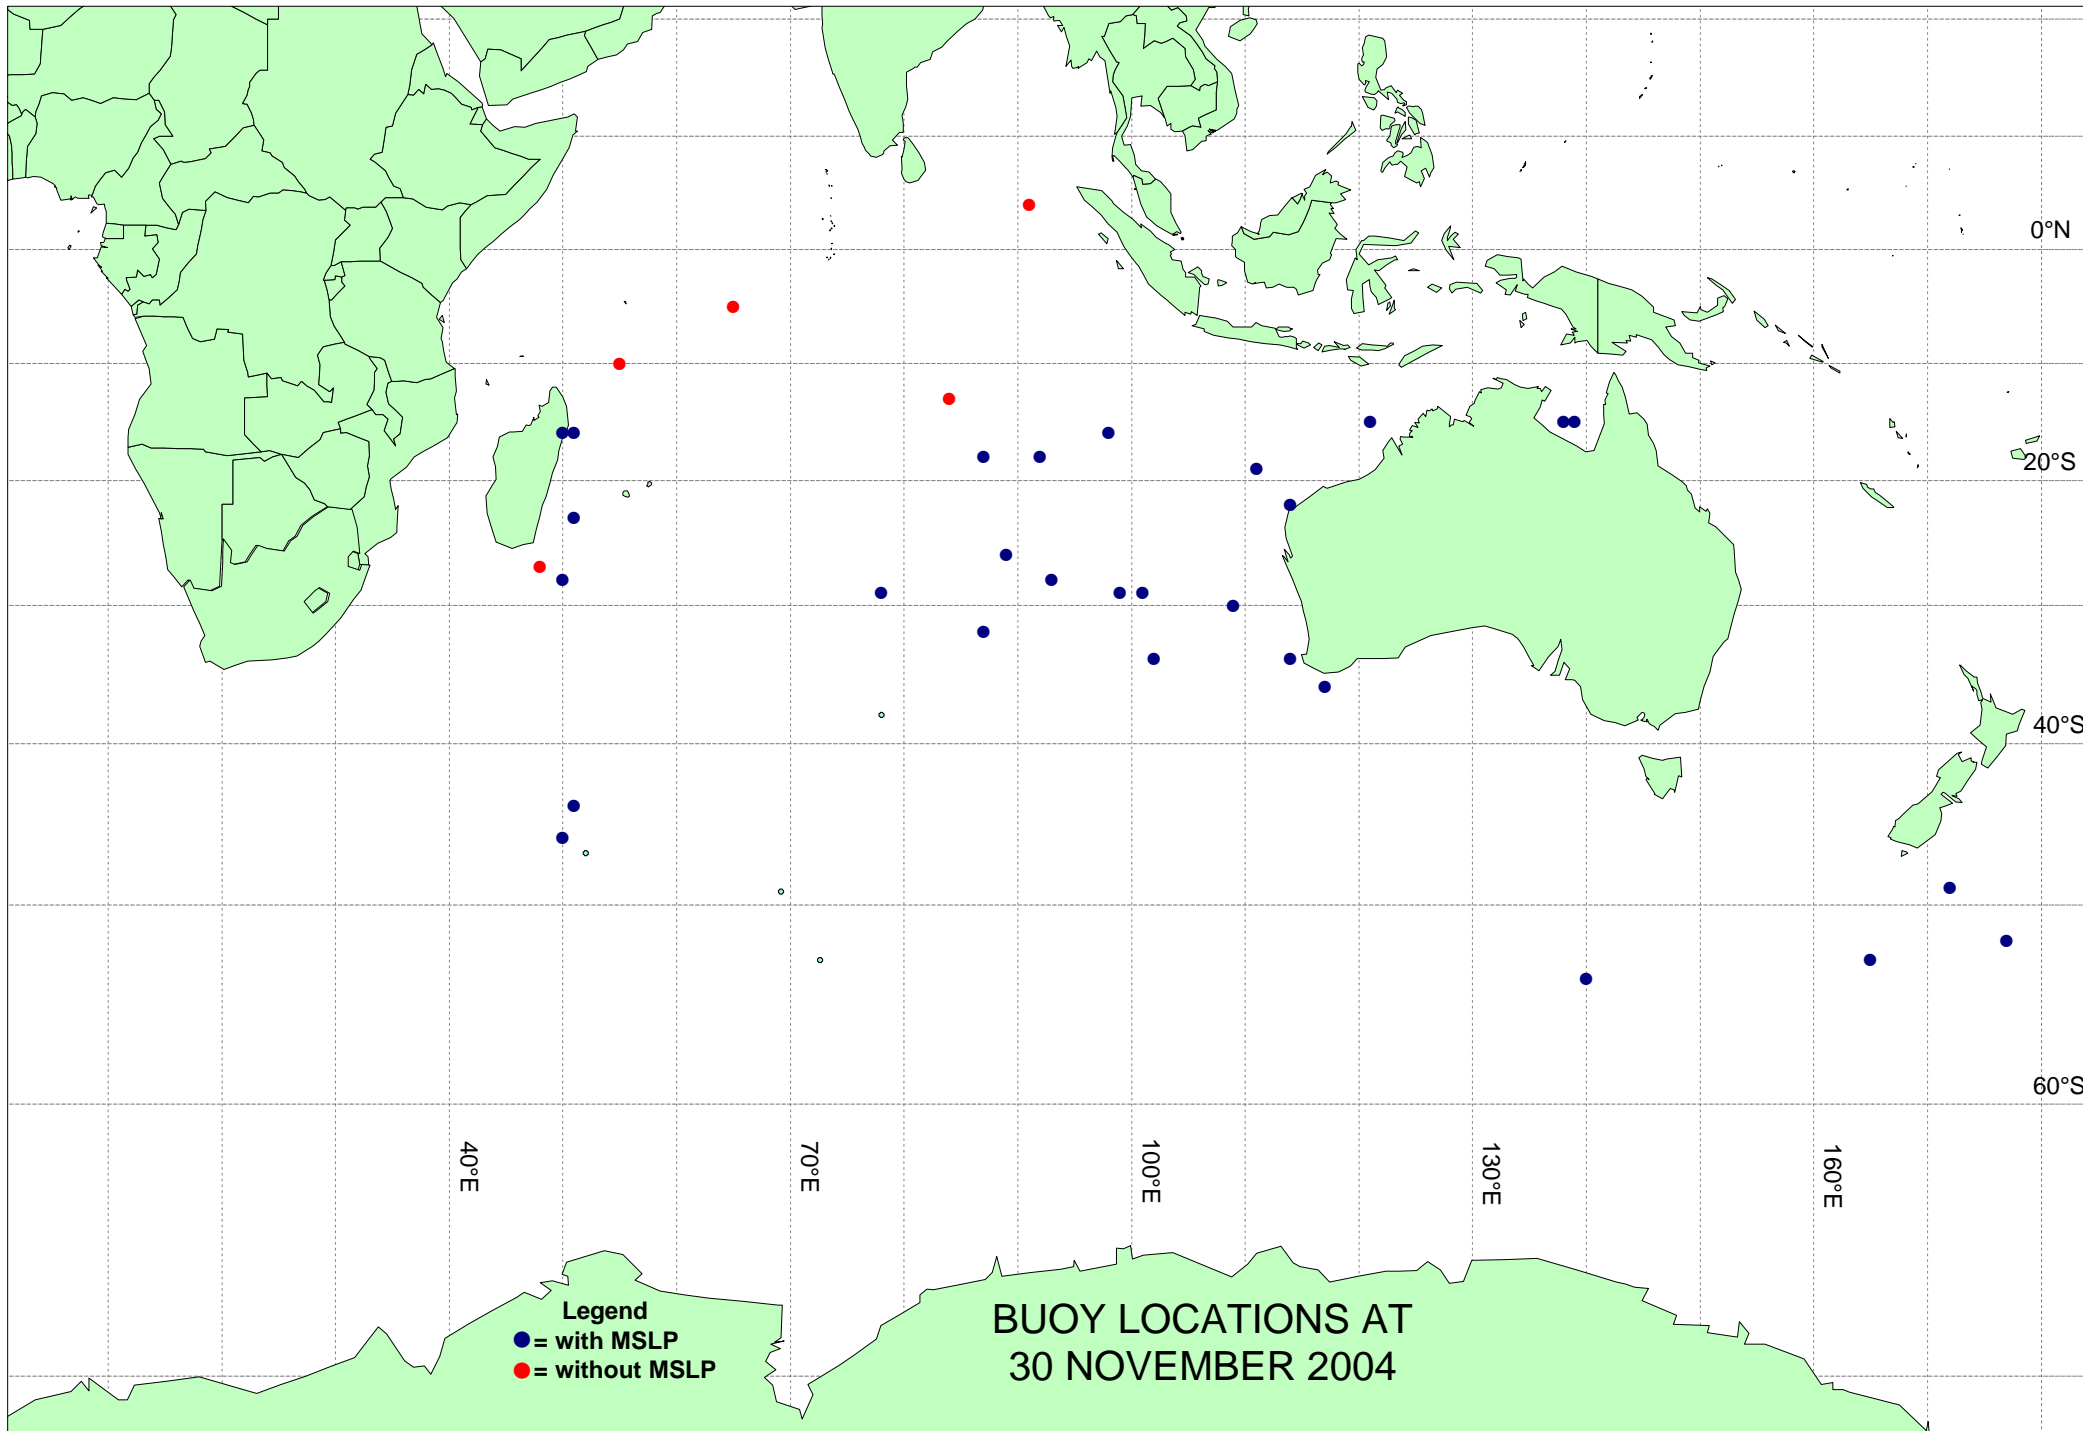 0°N
20°S
40°S
60°S
40°E
70°E
100°E
130°E
160°E
Legend
= with MSLP
= without MSLP
BUOY LOCATIONS AT
30 NOVEMBER 2004